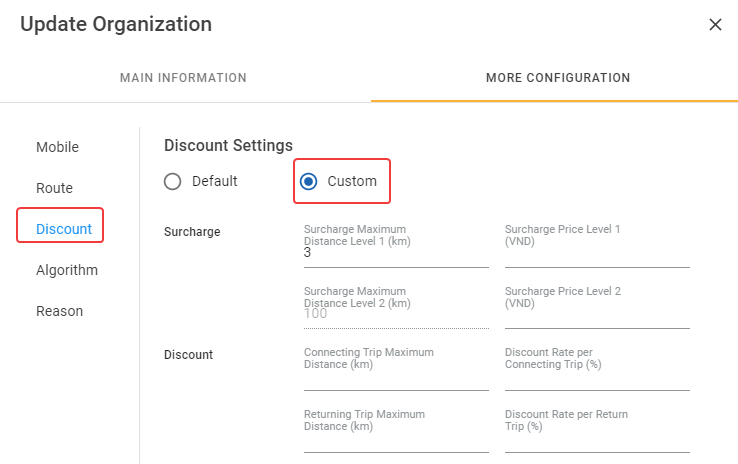 Update Organization
MAIN INFORMATION
MORE CONFIGURATION
Mobile
Route
Discount
Algorithm
Reason
Discount Settings
Default
Custom
Surcharge
Surcharge Maximum
Distance Level 1 (km)
3
Surcharge Price Level 1
(VND)
Surcharge Maximum
Distance Level 2 (km)
100
Surcharge Price Level 2
(VND)
Discount
Connecting Trip Maximum
Distance (km)
Discount Rate per
Connecting Trip (%)
Returning Trip Maximum
Distance (km)
Discount Rate per Return
Trip (%)